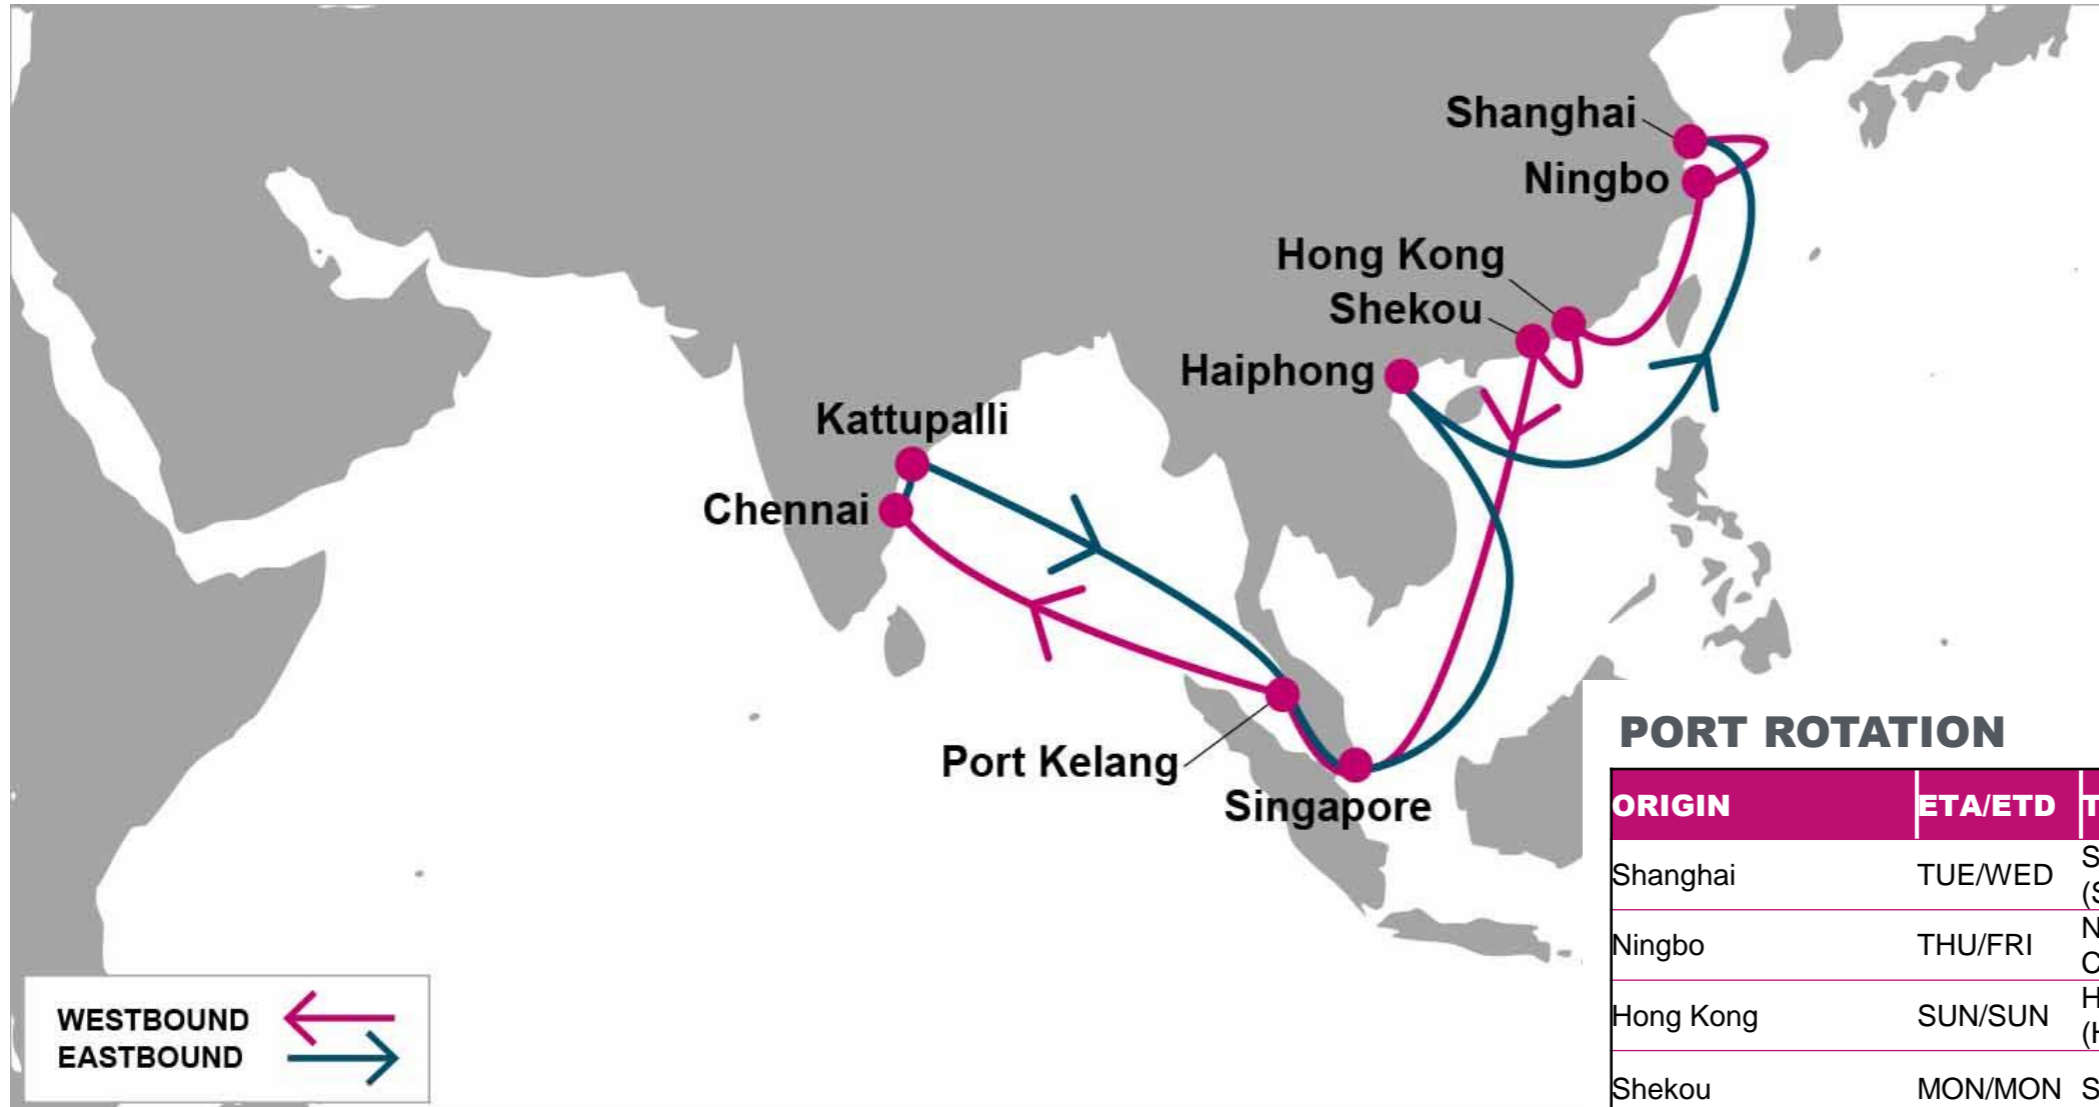 Shanghai
Ningbo
Hong Kong
Shekou
Haiphong
Kattupalli
Chennai
Port Kelang
Singapore
WESTBOUND
EASTBOUND
PORT ROTATION
ORIGIN ETA/ETD
Shanghai TUE/WED
Ningbo THU/FRI
Hong Kong SUN/SUN
Shekou MON/MON